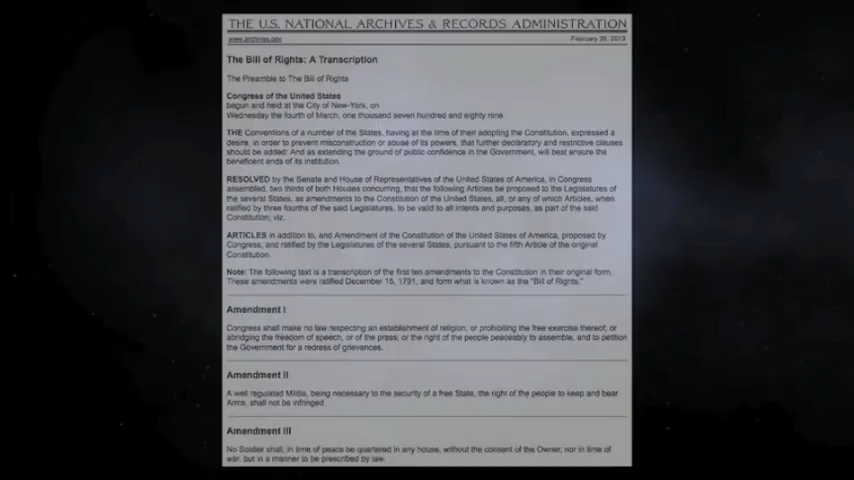 THE U.S. NATIONAL ARCHIVES & RECORDS ADMINISTRATION
www.archives.gov February 28, 2013
The Bill of Rights: A Transcription
The Preamble to The Bill of Rights
Congress of the United States
begun and held at the City of New-York, on
Wednesday the fourth of March, one thousand seven hundred and eighty nine.
THE Conventions of a number of the States, having at the time of their adopting the Constitution, expressed a
desire, in order to prevent misconstruction or abuse of its powers, that further declaratory and restrictive clauses
should be added: And as extending the ground of public confidence in the Government, will best ensure the
beneficent ends of its institution.
RESOLVED by the Senate and House of Representatives of the United States of America, in Congress
assembled, two thirds of both Houses concurring, that the following Articles be proposed to the Legislatures of
the several States, as amendments to the Constitution of the United States, all, or any of which Articles, when
ratified by three fourths of the said Legislatures, to be valid to all intents and purposes, as part of the said
Constitution; viz.
ARTICLES in addition to, and Amendment of the Constitution of the United States of America, proposed by
Congress, and ratified by the Legislatures of the several States, pursuant to the fifth Article of the original
Constitution.
Note: The following text is a transcription of the first ten amendments to the Constitution in their original form.
These amendments were ratified December 15, 1791, and form what is known as the "Bill of Rights."
Amendment I
Congress shall make no law respecting an establishment of religion, or prohibiting the free exercise thereof; or
abridging the freedom of speech, or of the press; or the right of the people peaceably to assemble, and to petition
the Government for a redress of grievances.
Amendment II
A well regulated Militia, being necessary to the security of a free State, the right of the people to keep and bear
Arms, shall not be infringed.
Amendment III
No Soldier shall, in time of peace be quartered in any house, without the consent of the Owner, nor in time of
war, but in a manner to be prescribed by law.